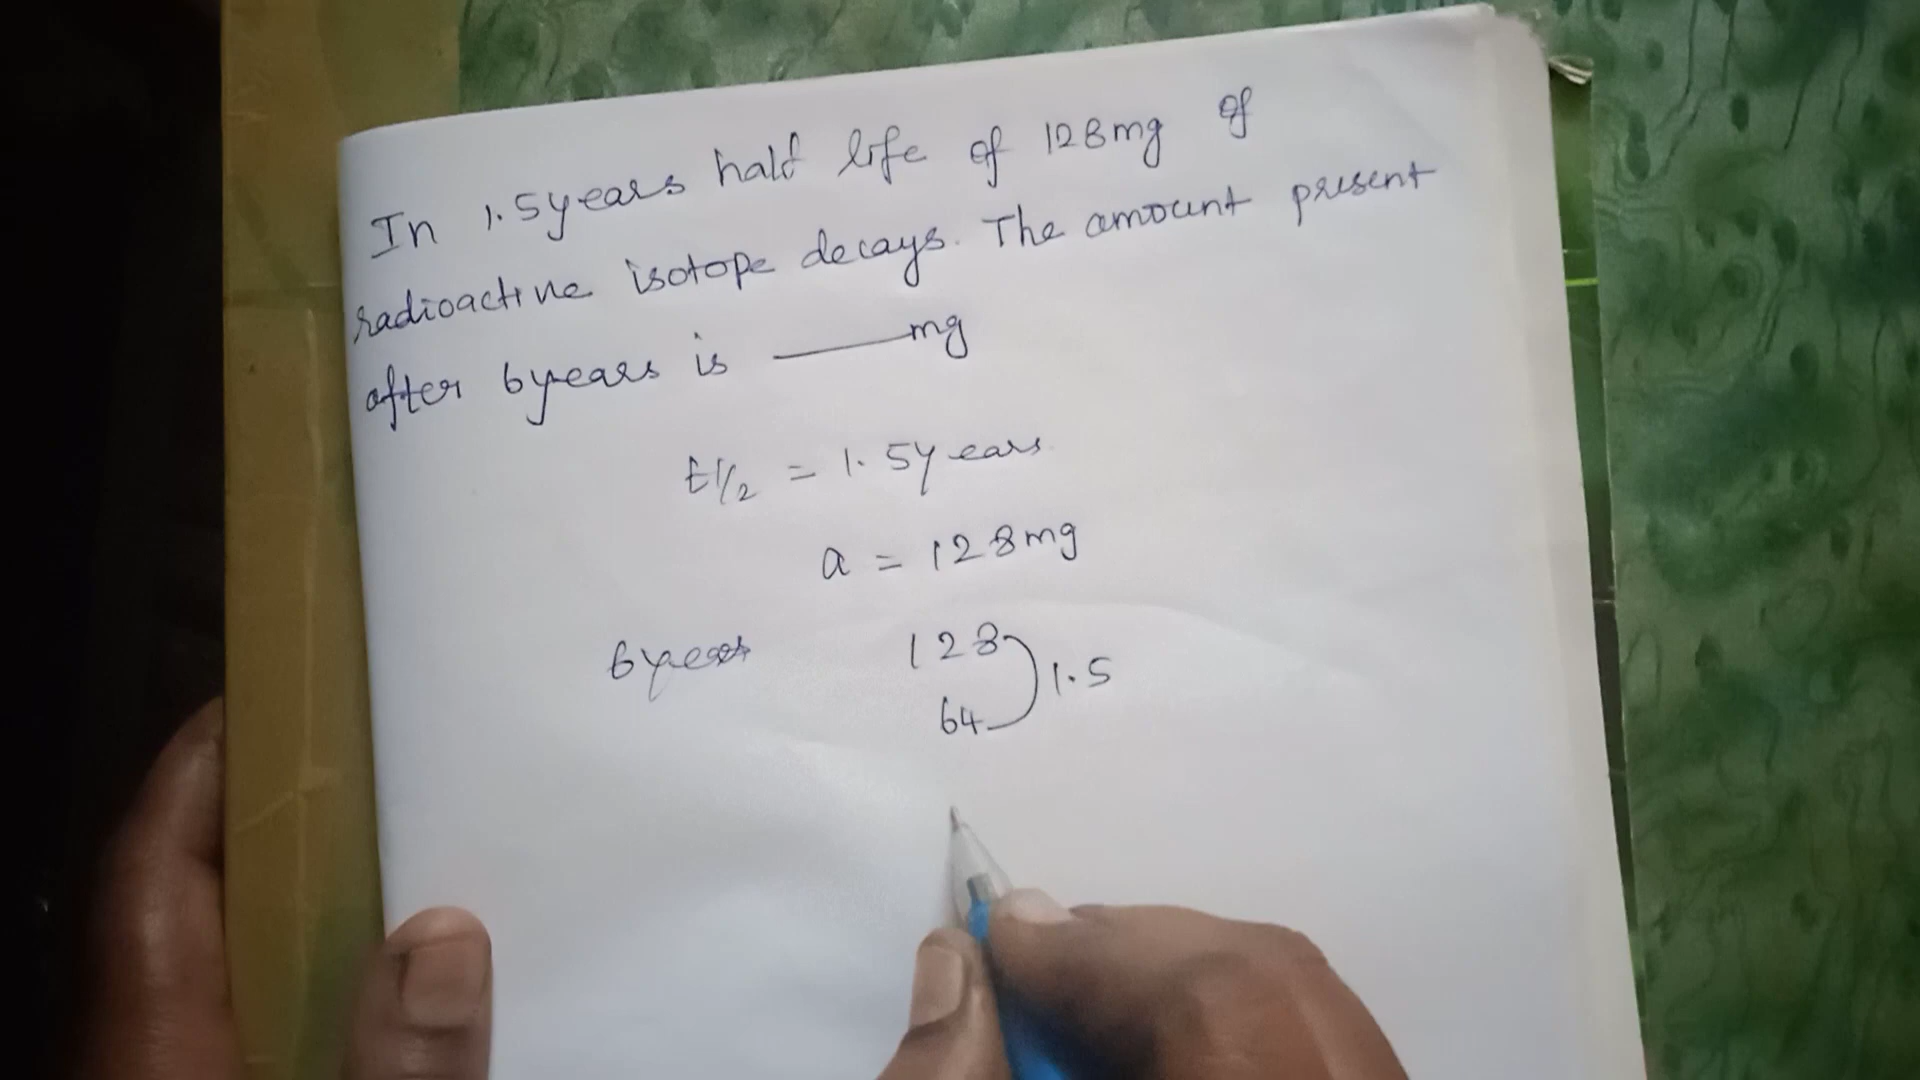 In 1.5years half life of 128mg of
radioactive isotope decays. The amount present
after 6years is ——— mg
t1/2 = 1.5years
a = 128mg
6years 128
1.5
64